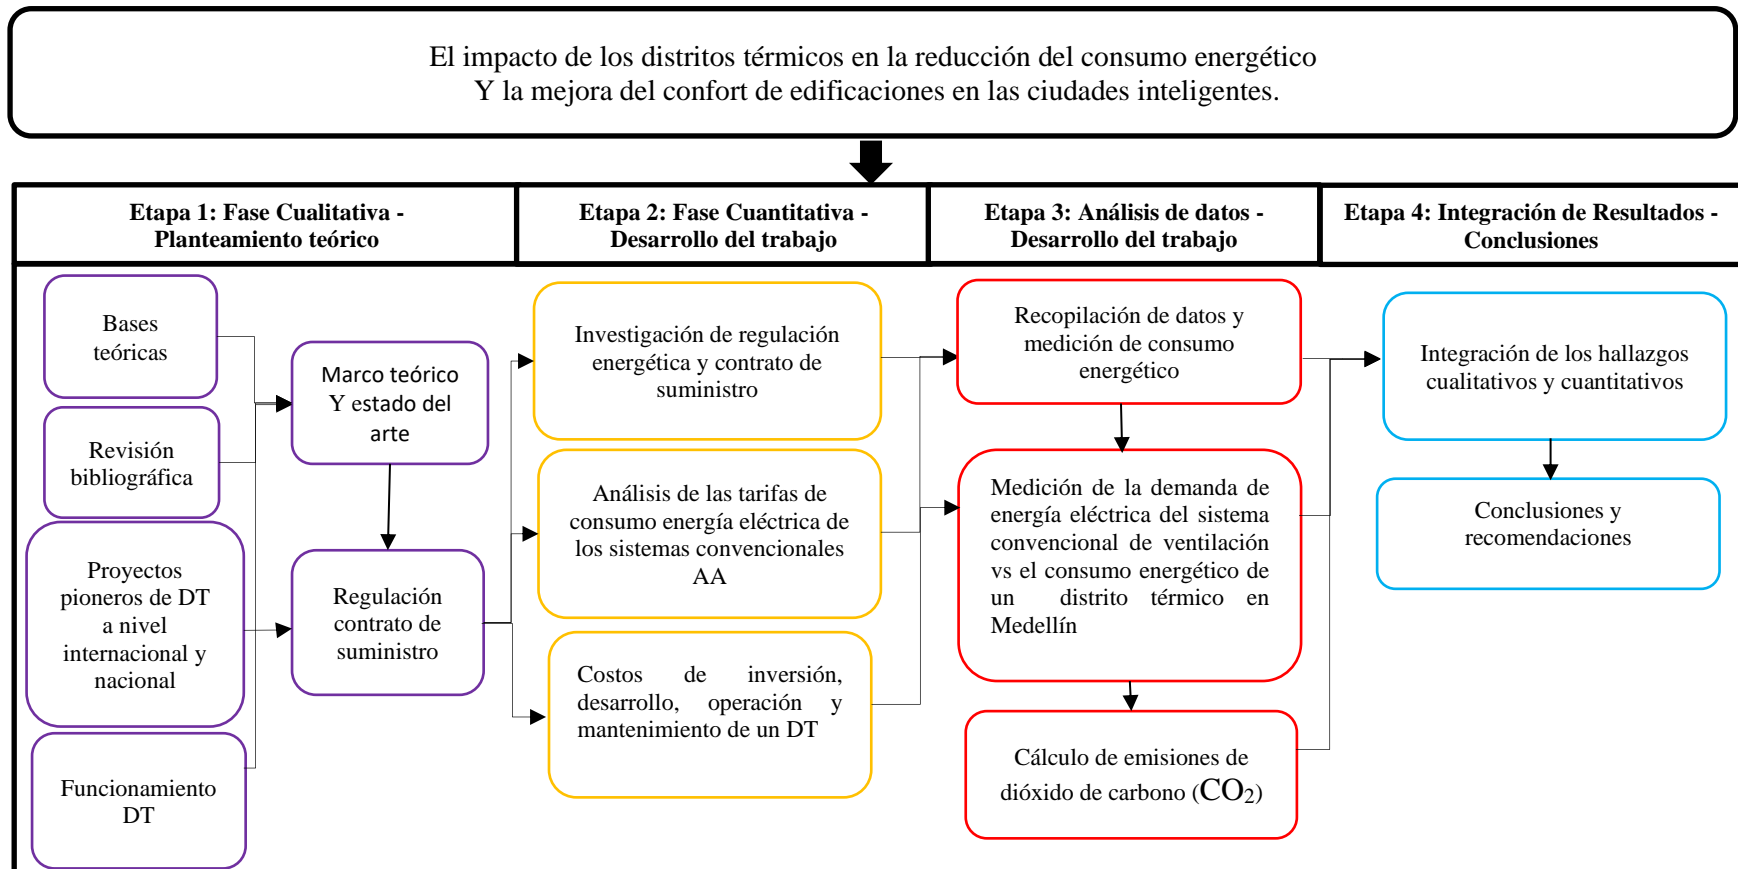 El impacto de los distritos térmicos en la reducción del consumo energético
Y la mejora del confort de edificaciones en las ciudades inteligentes.
Etapa 1: Fase Cualitativa -
Planteamiento teórico
Etapa 2: Fase Cuantitativa -
Desarrollo del trabajo
Etapa 3: Análisis de datos -
Desarrollo del trabajo
Etapa 4: Integración de Resultados -
Conclusiones
Bases
teóricas
Revisión
bibliográfica
Proyectos
pioneros de DT
a nivel
internacional y
nacional
Funcionamiento
DT
Marco teórico
Y estado del
arte
Regulación
contrato de
suministro
Investigación de regulación
energética y contrato de
suministro
Análisis de las tarifas de
consumo energía eléctrica de
los sistemas convencionales
AA
Costos de inversión,
desarrollo, operación y
mantenimiento de un DT
Recopilación de datos y
medición de consumo
energético
Medición de la demanda de
energía eléctrica del sistema
convencional de ventilación
vs el consumo energético de
un distrito térmico en
Medellín
Cálculo de emisiones de
dióxido de carbono (CO₂)
Integración de los hallazgos
cualitativos y cuantitativos
Conclusiones y
recomendaciones